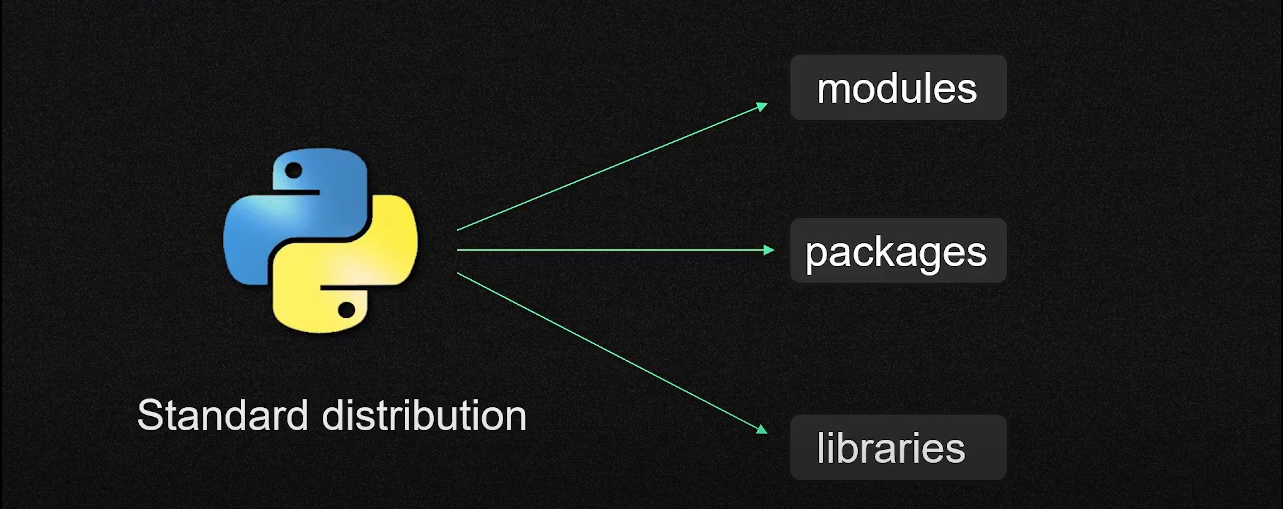 modules
packages
Standard distribution
libraries